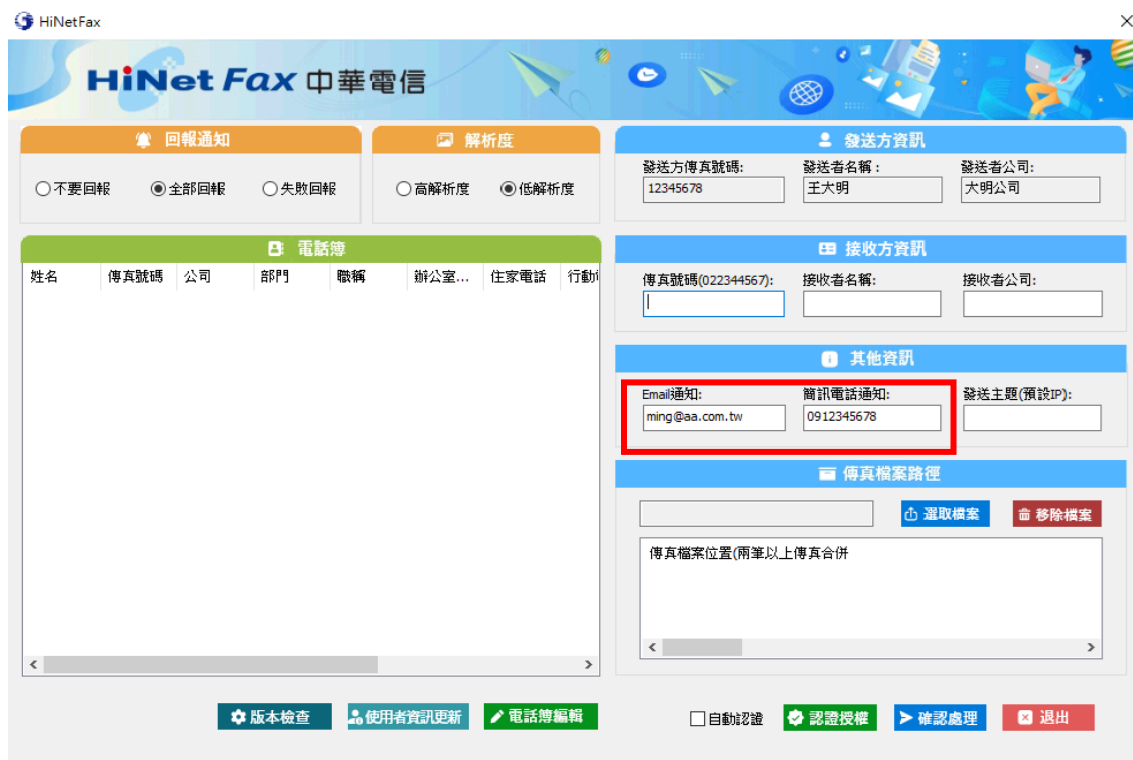 HiNetFax
HiNet Fax 中華電信
回報通知
不要回報 全部回報 失敗回報
解析度
高解析度 低解析度
電話簿
姓名 傳真號碼 公司 部門 職稱 辦公室... 住家電話 行動
發送方資訊
發送方傳真號碼: 發送者名稱: 發送者公司:
12345678 王大明 大明公司
接收方資訊
傳真號碼(022344567): 接收者名稱: 接收者公司:
其他資訊
Email通知: 簡訊電話通知: 發送主題(預設IP):
ming@aa.com.tw 0912345678
傳真檔案路徑
選取檔案 移除檔案
傳真檔案位置(兩筆以上傳真合併
版本檢查 使用者資訊更新 電話簿編輯
自動認證 認證授權 確認處理 退出